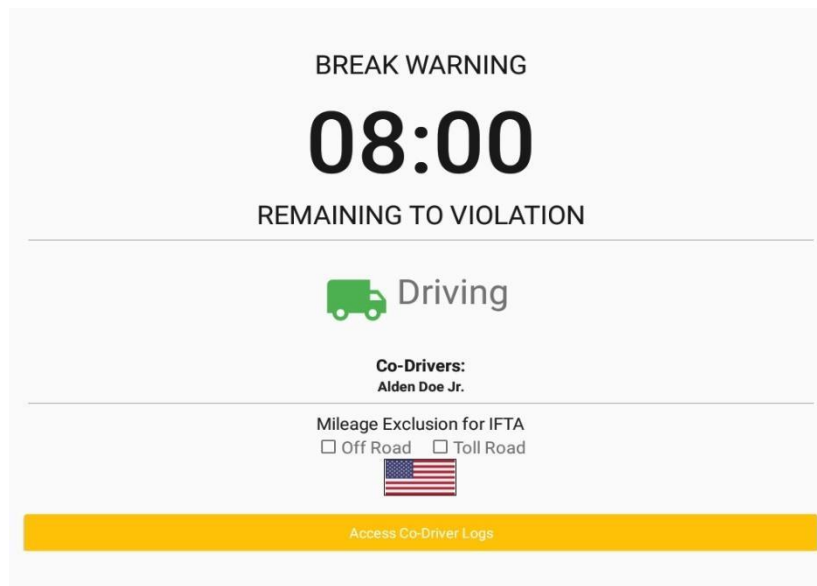 BREAK WARNING
08:00
REMAINING TO VIOLATION
Driving
Co-Drivers:
Alden Doe Jr.
Mileage Exclusion for IFTA
Off Road Toll Road
Access Co-Driver Logs